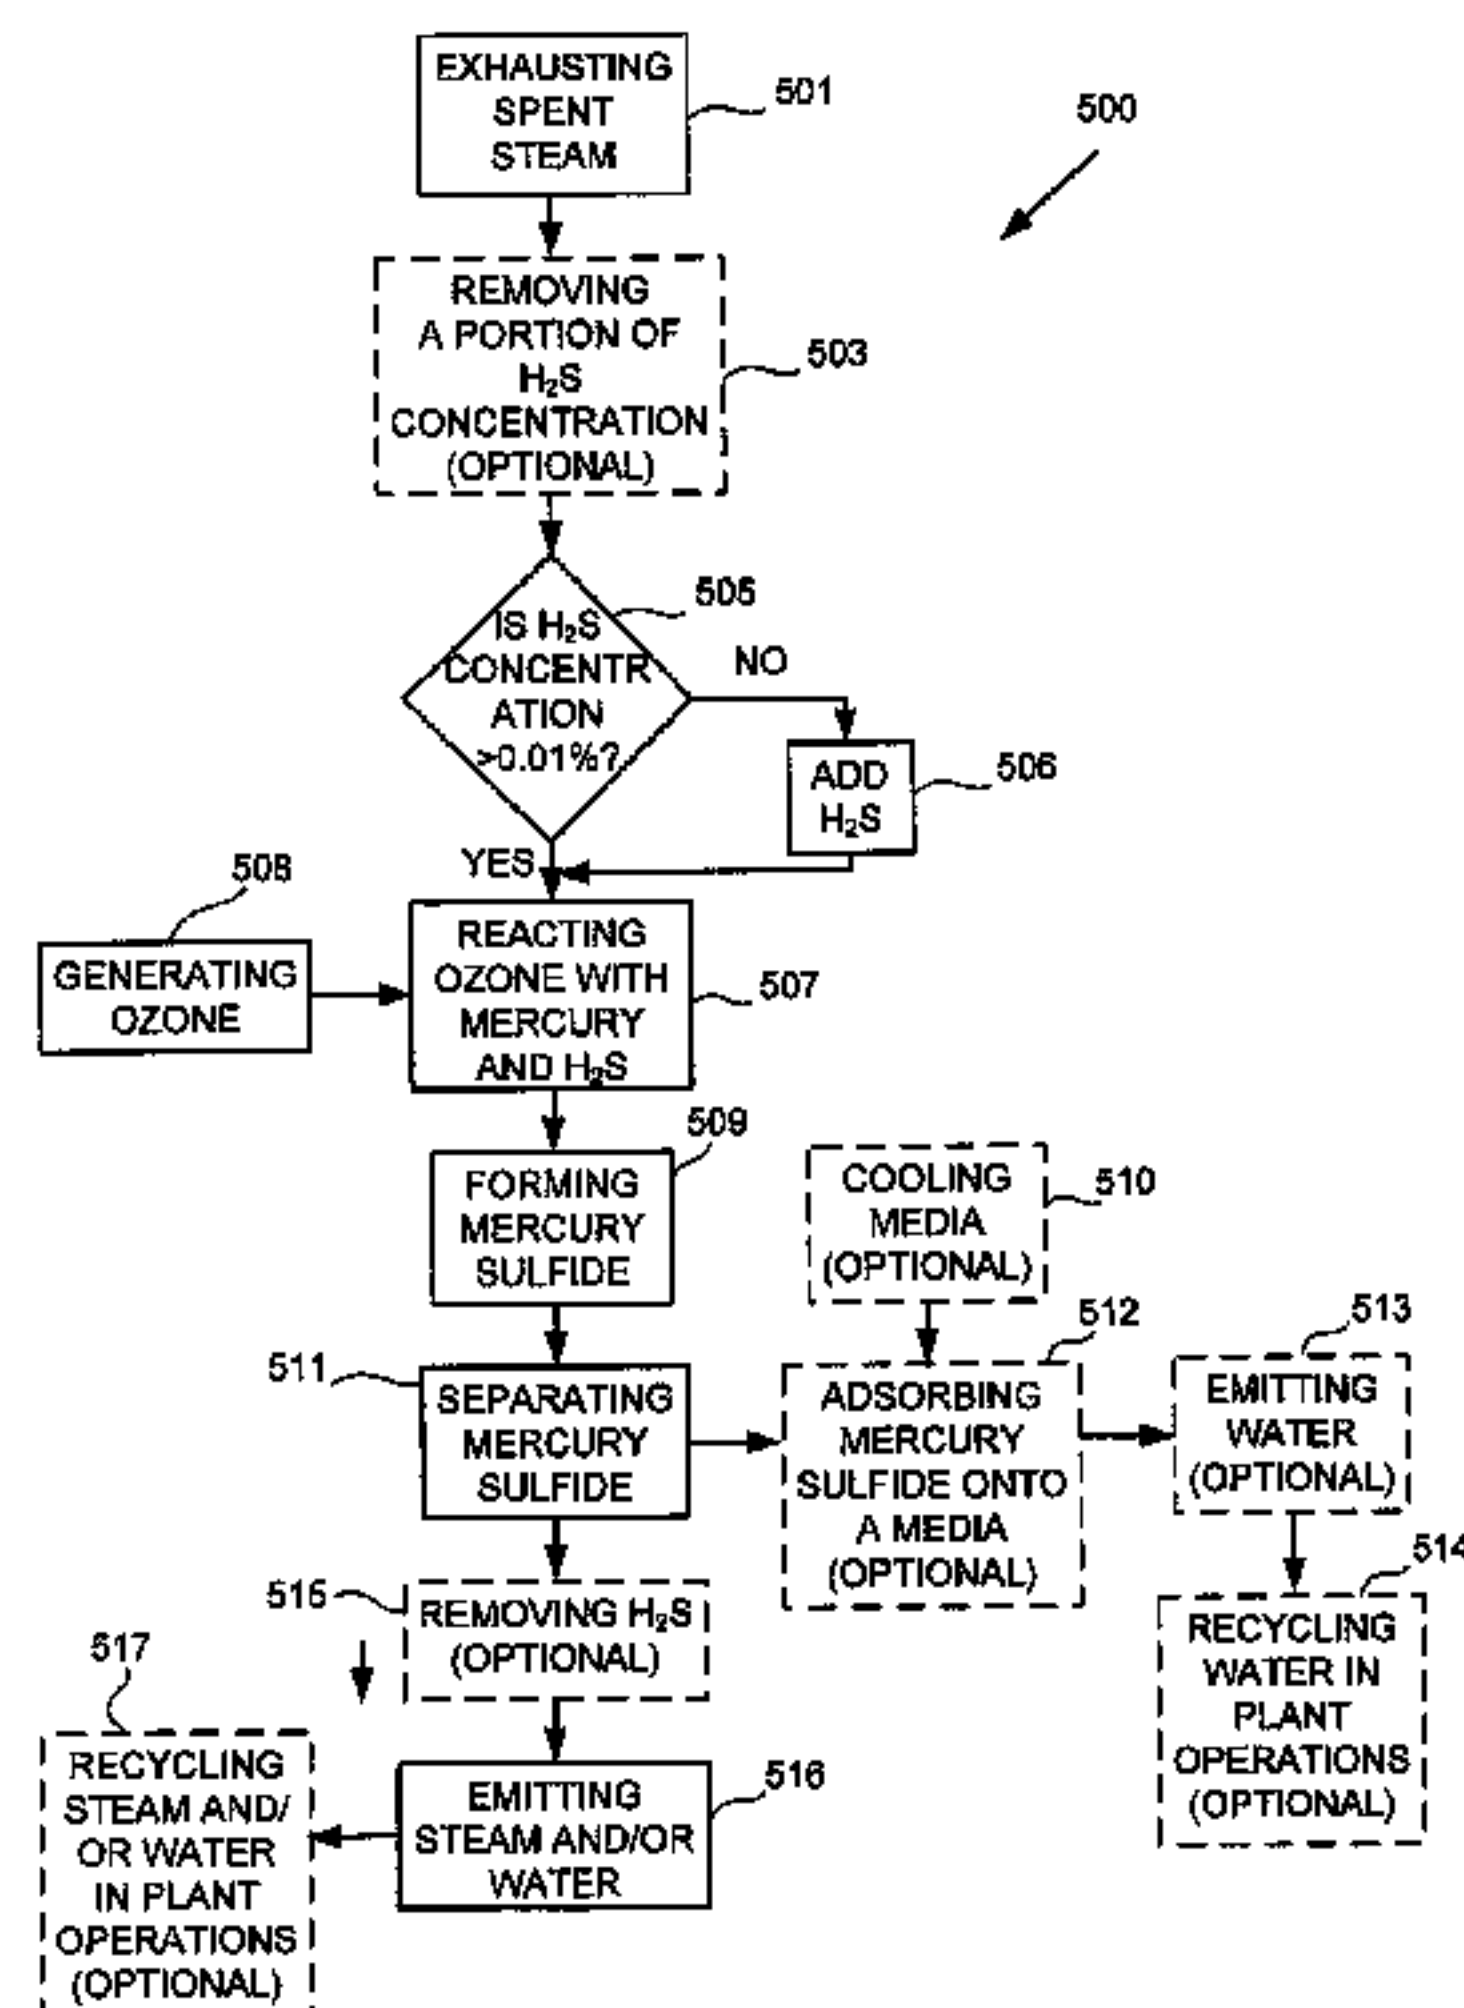 EXHAUSTING
SPENT
STEAM
501
500
REMOVING
A PORTION OF
H₂S
CONCENTRATION
(OPTIONAL)
503
IS H₂S
CONCENTR
ATION
>0.01%?
505
NO
ADD
H₂S
506
YES
508
GENERATING
OZONE
REACTING
OZONE WITH
MERCURY
AND H₂S
507
FORMING
MERCURY
SULFIDE
509
COOLING
MEDIA
(OPTIONAL)
510
511
SEPARATING
MERCURY
SULFIDE
512
ADSORBING
MERCURY
SULFIDE ONTO
A MEDIA
(OPTIONAL)
513
EMITTING
WATER
(OPTIONAL)
514
RECYCLING
WATER IN
PLANT
OPERATIONS
(OPTIONAL)
515
REMOVING H₂S
(OPTIONAL)
517
RECYCLING
STEAM AND/
OR WATER
IN PLANT
OPERATIONS
(OPTIONAL)
EMITTING
STEAM AND/OR
WATER
516